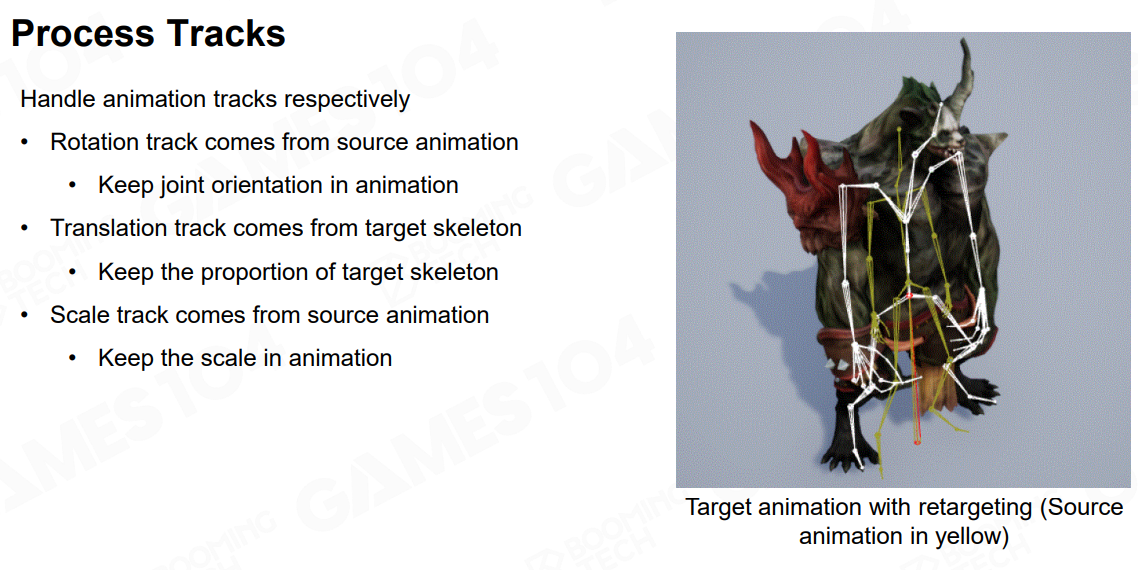 Process Tracks
Handle animation tracks respectively
• Rotation track comes from source animation
• Keep joint orientation in animation
• Translation track comes from target skeleton
• Keep the proportion of target skeleton
• Scale track comes from source animation
• Keep the scale in animation
Target animation with retargeting (Source
animation in yellow)
GAMES104
BOOMING
TECH